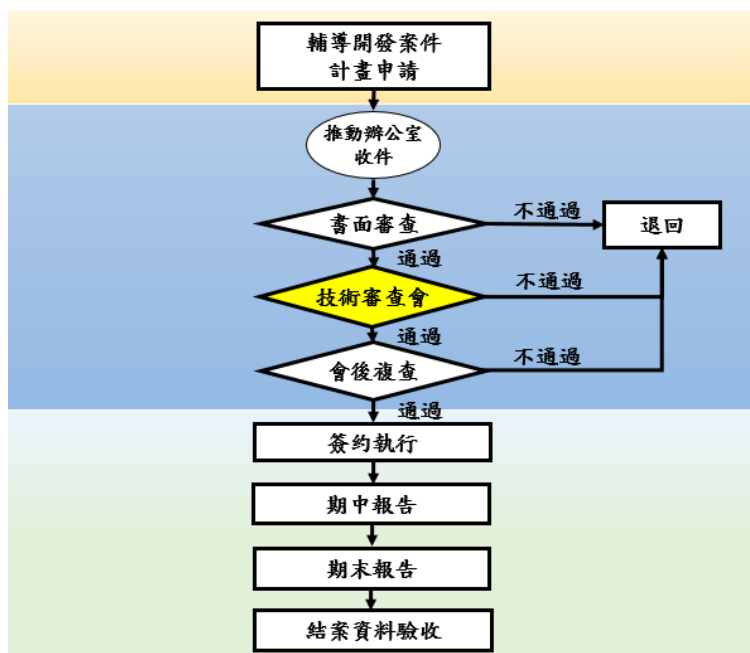 輔導開發案件
計畫申請
推動辦公室
收件
書面審查
不通過
退回
通過
技術審查會
不通過
通過
會後複查
不通過
通過
簽約執行
期中報告
期末報告
結案資料驗收